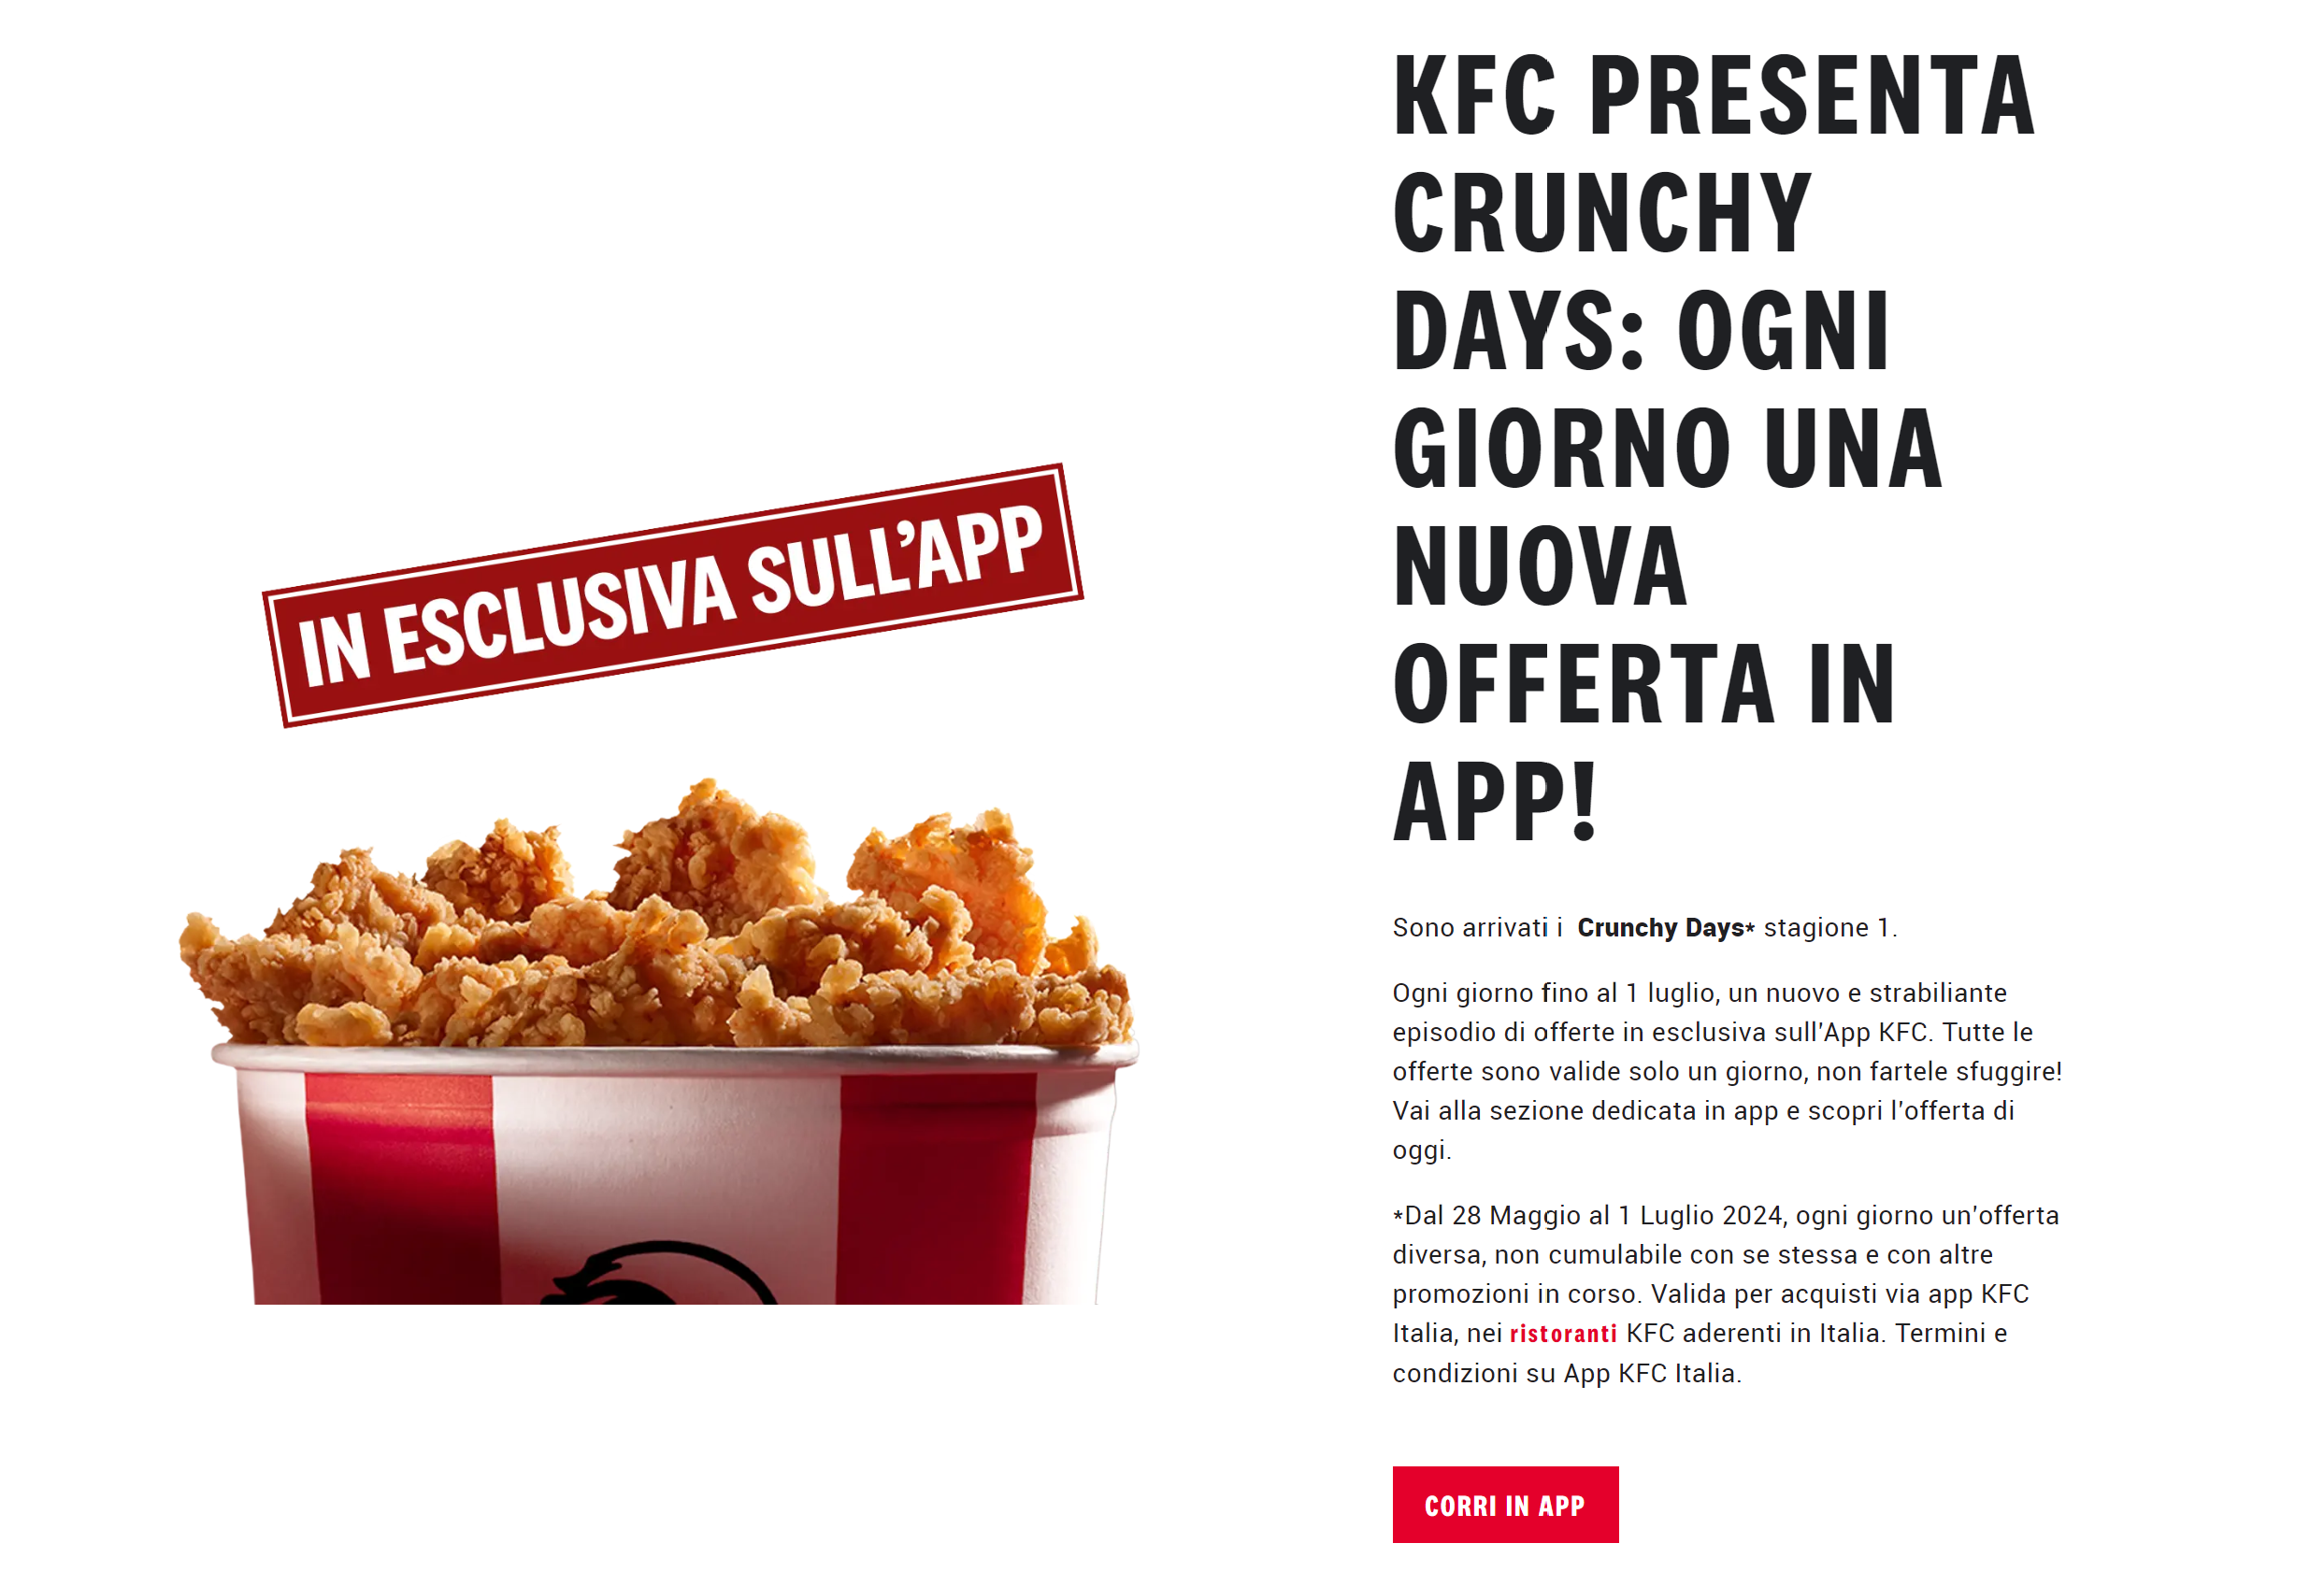 IN ESCLUSIVA SULL’APP
KFC PRESENTA
CRUNCHY
DAYS: OGNI
GIORNO UNA
NUOVA
OFFERTA IN
APP!
Sono arrivati i Crunchy Days* stagione 1.
Ogni giorno fino al 1 luglio, un nuovo e strabiliante
episodio di offerte in esclusiva sull’App KFC. Tutte le
offerte sono valide solo un giorno, non fartele sfuggire!
Vai alla sezione dedicata in app e scopri l’offerta di
oggi.
*Dal 28 Maggio al 1 Luglio 2024, ogni giorno un’offerta
diversa, non cumulabile con se stessa e con altre
promozioni in corso. Valida per acquisti via app KFC
Italia, nei ristoranti KFC aderenti in Italia. Termini e
condizioni su App KFC Italia.
CORRI IN APP